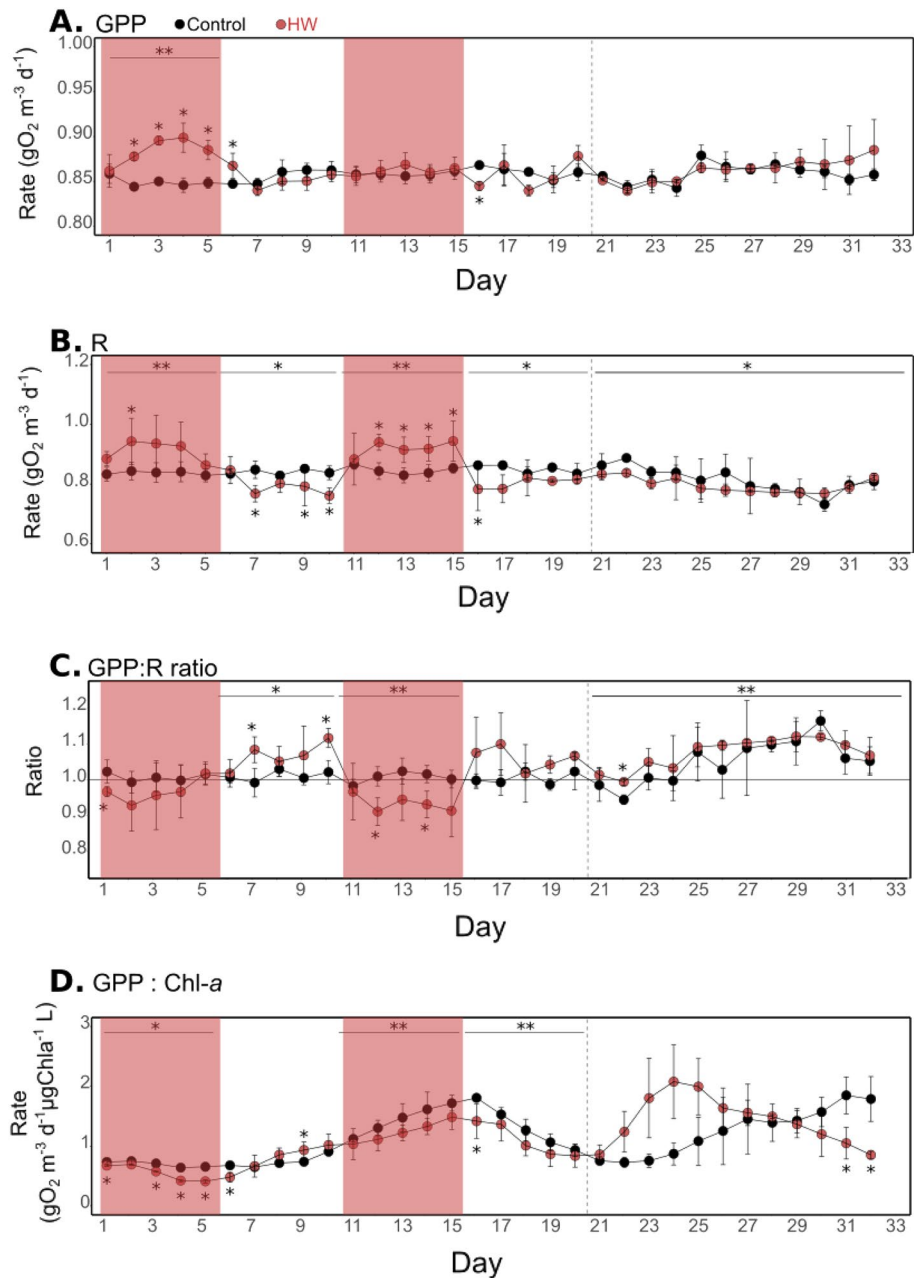 A. GPP Control HW
1.00
0.95
0.90
0.85
0.80
Rate (gO₂ m⁻³ d⁻¹)
**
* * * * *
*
1 3 5 7 9 11 13 15 17 19 21 23 25 27 29 31 33
Day
B. R
1.2
1.0
0.8
0.6
Rate (gO₂ m⁻³ d⁻¹)
** * ** * *
* * * * *
* * * *
1 3 5 7 9 11 13 15 17 19 21 23 25 27 29 31 33
Day
C. GPP:R ratio
1.2
1.1
1.0
0.9
0.8
Ratio
* ** **
* * *
* * *
1 3 5 7 9 11 13 15 17 19 21 23 25 27 29 31 33
Day
D. GPP : Chl-a
3
2
1
0
Rate
(gO₂ m⁻³ d⁻¹µgChla⁻¹ L)
* ** **
*
* * * * * * * *
1 3 5 7 9 11 13 15 17 19 21 23 25 27 29 31 33
Day